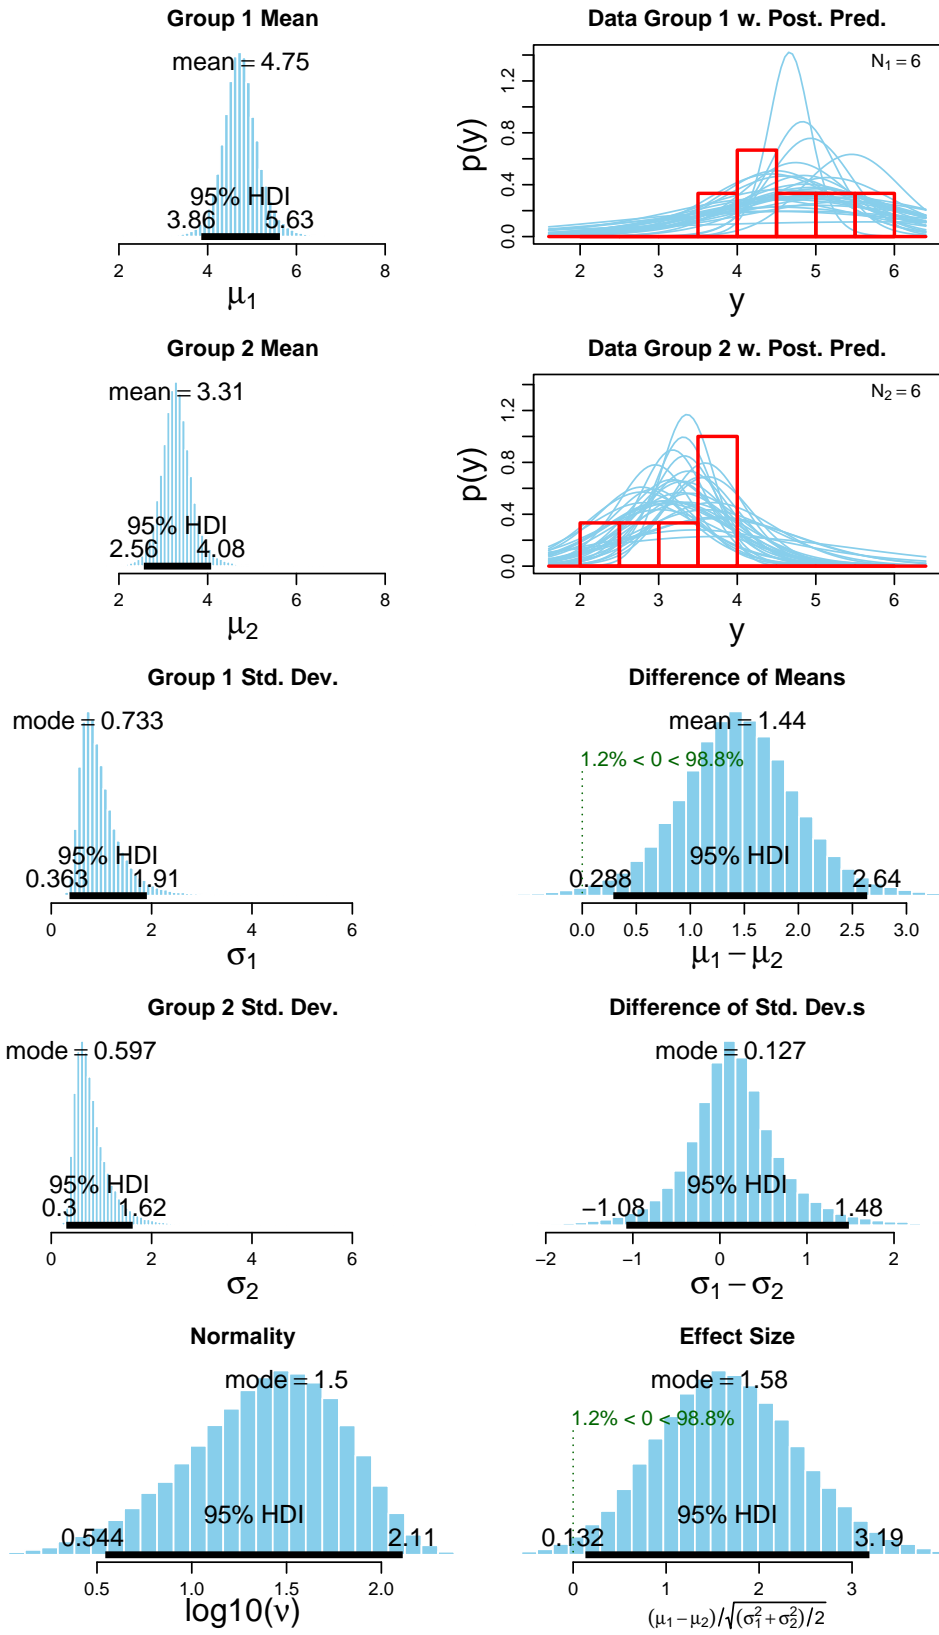 Group 1 Mean
mean = 4.75
95% HDI
3.86 5.63
2 4 6 8
μ1
Data Group 1 w. Post. Pred.
N1 = 6
p(y)
0.0 0.4 0.8 1.2
2 3 4 5 6
y
Group 2 Mean
mean = 3.31
95% HDI
2.56 4.08
2 4 6 8
μ2
Data Group 2 w. Post. Pred.
N2 = 6
p(y)
0.0 0.4 0.8 1.2
2 3 4 5 6
y
Group 1 Std. Dev.
mode = 0.733
95% HDI
0.363 1.91
0 2 4 6
σ1
Difference of Means
mean = 1.44
1.2% < 0 < 98.8%
95% HDI
0.288 2.64
0.0 0.5 1.0 1.5 2.0 2.5 3.0
μ1 − μ2
Group 2 Std. Dev.
mode = 0.597
95% HDI
0.3 1.62
0 2 4 6
σ2
Difference of Std. Dev.s
mode = 0.127
95% HDI
−1.08 1.48
−2 −1 0 1 2
σ1 − σ2
Normality
mode = 1.5
95% HDI
0.544 2.11
0.5 1.0 1.5 2.0
log10(ν)
Effect Size
mode = 1.58
1.2% < 0 < 98.8%
95% HDI
0.132 3.19
0 1 2 3
(μ1 − μ2)/√(σ1² + σ2²)/2